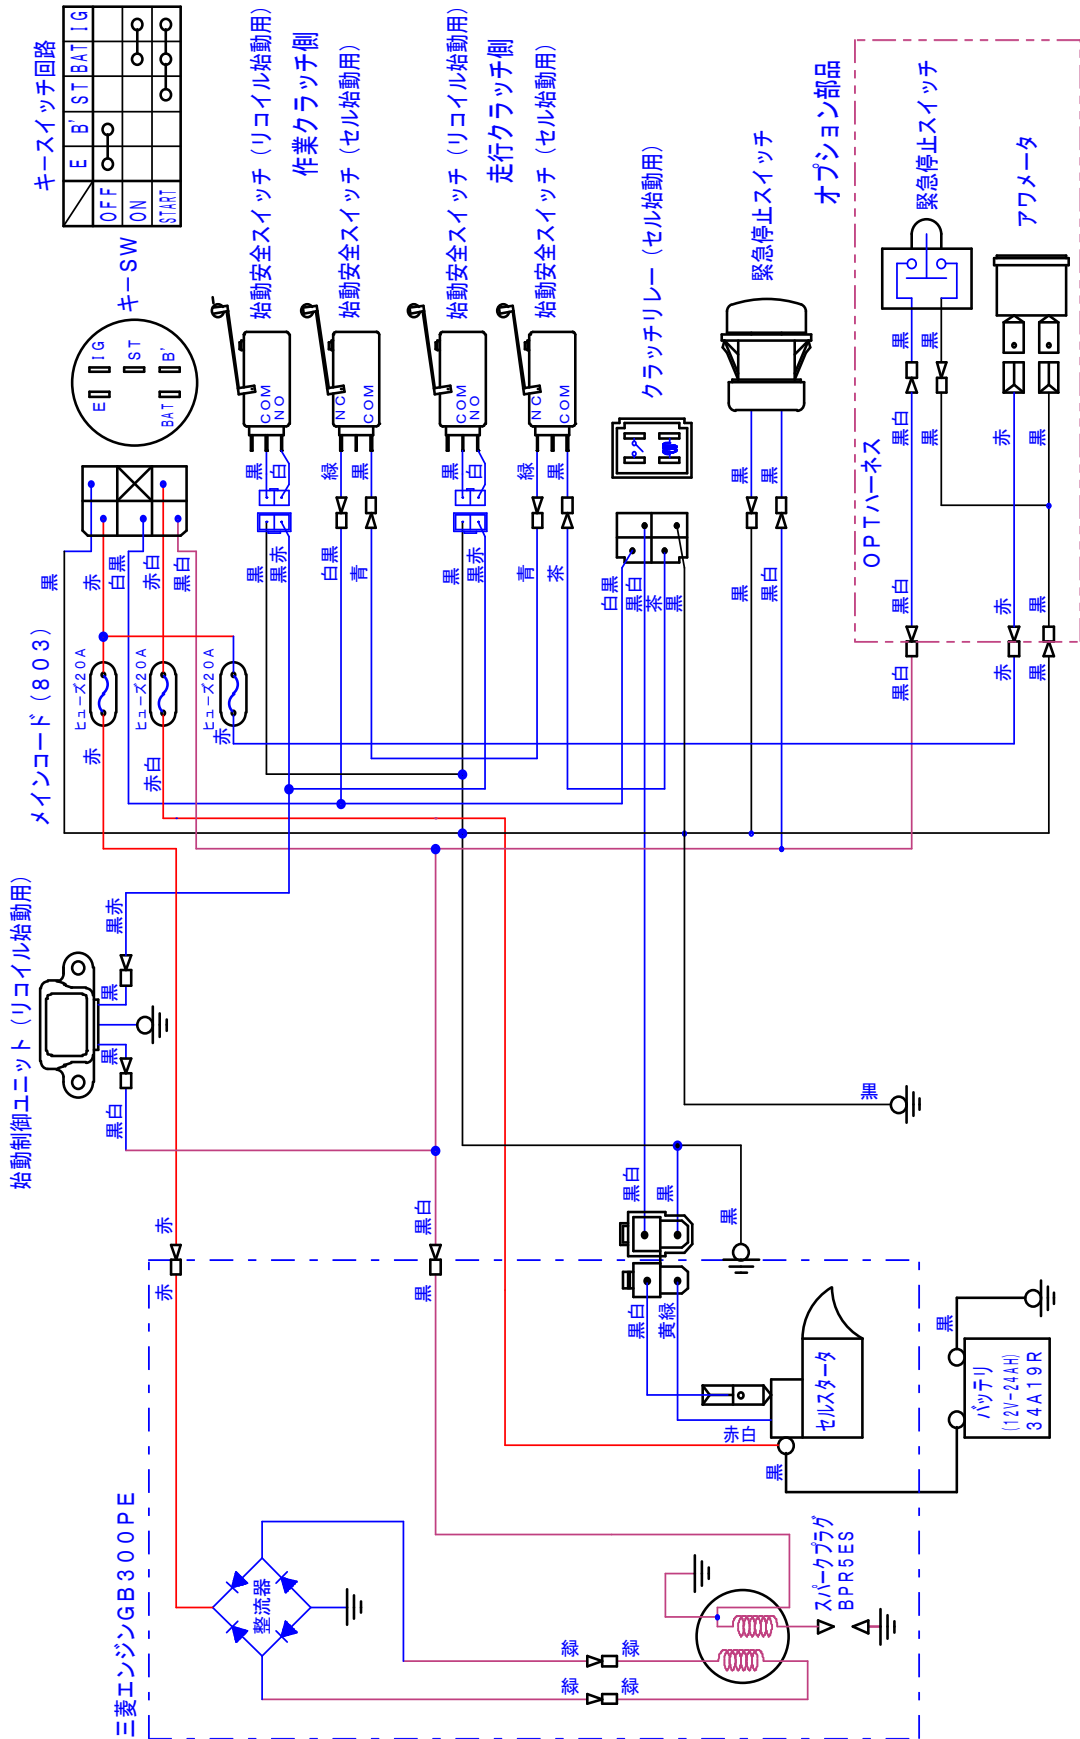 キースイッチ回路
E B' ST BAT IG
OFF
ON
START
キーSW
IG
ST
B'
E
BAT
始動安全スイッチ（リコイル始動用）
作業クラッチ側
始動安全スイッチ（セル始動用）
始動安全スイッチ（リコイル始動用）
走行クラッチ側
始動安全スイッチ（セル始動用）
COM
NO
NC
COM
COM
NO
NC
COM
クラッチリレー（セル始動用）
緊急停止スイッチ
オプション部品
緊急停止スイッチ
アワメータ
OPTハーネス
黒
白
緑
黒
黒
白
緑
黒
黒
黒
黒
黒
黒白
黒
赤
黒
黒
赤
白黒
赤白
黒白
黒
黒赤
白黒
青
黒
黒赤
青
茶
白黒
黒白
茶
黒
黒
黒白
黒白
赤
黒
メインコード（803）
ヒューズ20A
ヒューズ20A
ヒューズ20A
赤
赤白
赤
黒白
赤
黒
始動制御ユニット（リコイル始動用）
黒赤
黒
黒
黒白
黒
赤
赤
黒白
黒
黒白
黒
黒
黒白
黄緑
三菱エンジンGB300PE
整流器
赤白
黒
セルスタータ
黒
バッテリ
(12V-24AH)
34A19R
緑
緑
緑
緑
スパークプラグ
BPR5ES